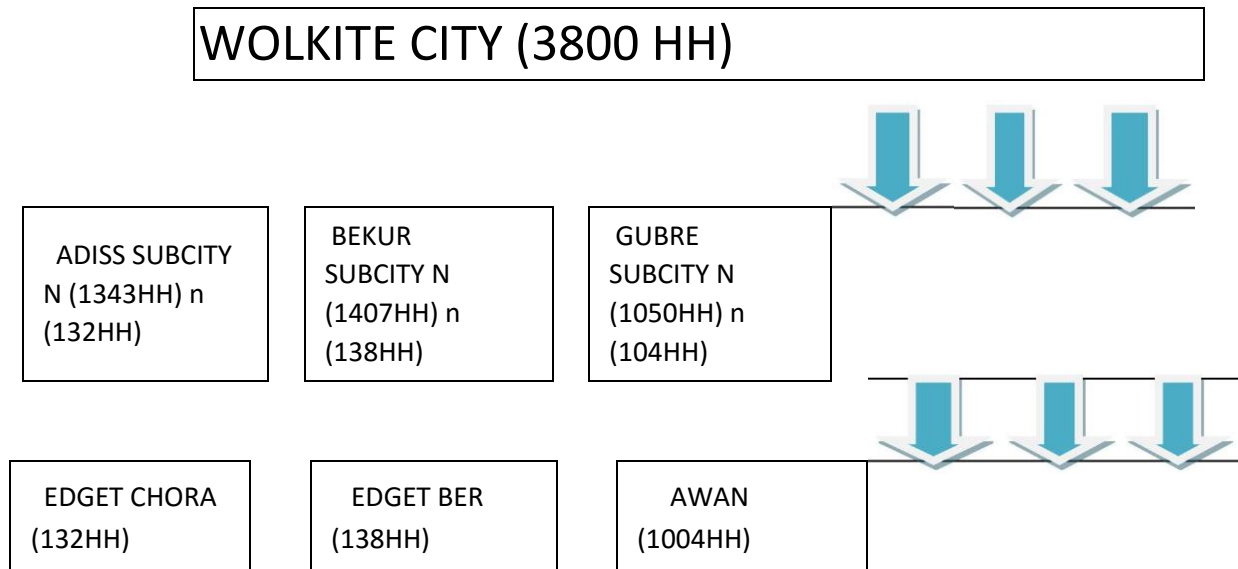 WOLKITE CITY (3800 HH)
ADISS SUBCITY
N (1343HH) n
(132HH)
BEKUR
SUBCITY N
(1407HH) n
(138HH)
GUBRE
SUBCITY N
(1050HH) n
(104HH)
EDGET CHORA
(132HH)
EDGET BER
(138HH)
AWAN
(1004HH)